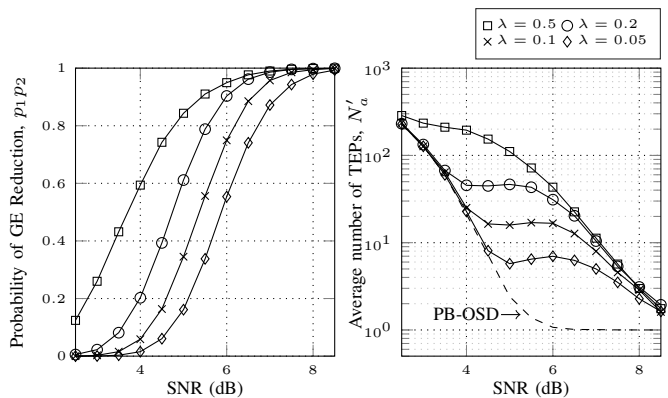 λ = 0.5 λ = 0.2
λ = 0.1 λ = 0.05
Probability of GE Reduction, p₁p₂
1
0.8
0.6
0.4
0.2
0
4 6 8
SNR (dB)
Average number of TEPs, N′ₐ
10³
10²
10¹
10⁰
PB-OSD
4 6 8
SNR (dB)